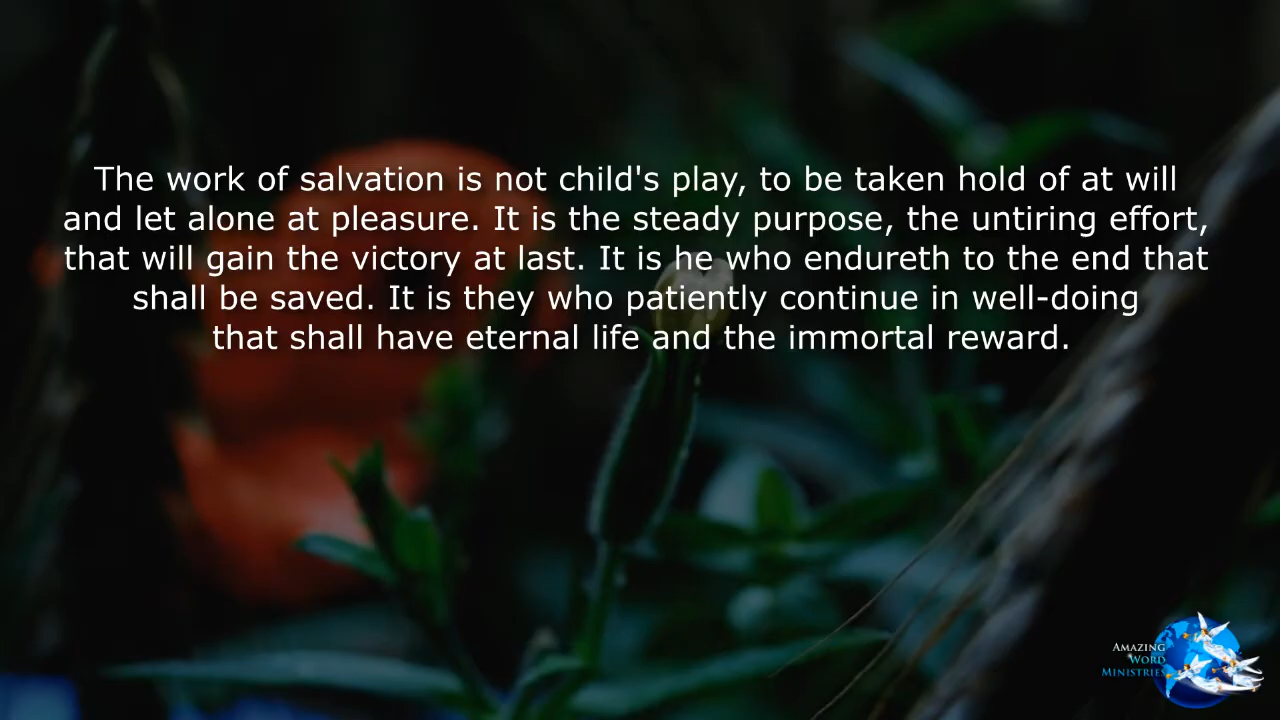 The work of salvation is not child's play, to be taken hold of at will
and let alone at pleasure. It is the steady purpose, the untiring effort,
that will gain the victory at last. It is he who endureth to the end that
shall be saved. It is they who patiently continue in well-doing
that shall have eternal life and the immortal reward.
Amazing
Word
Ministries